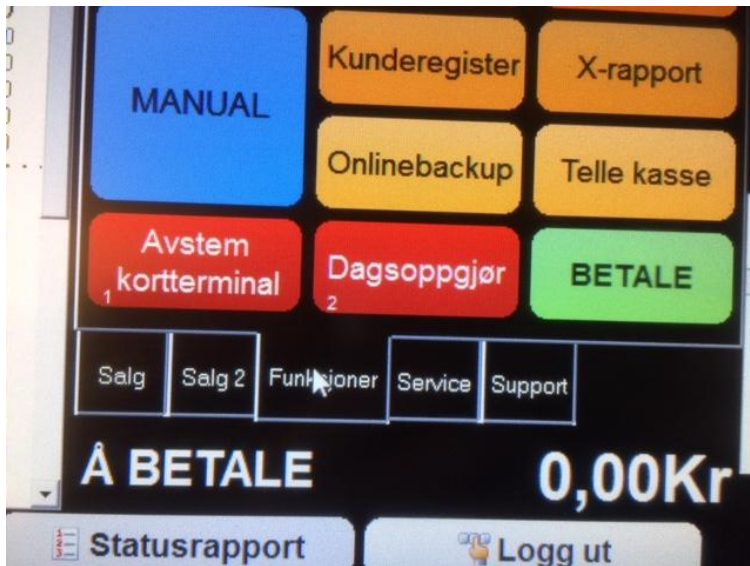 Kunderegister
X-rapport
MANUAL
Onlinebackup
Telle kasse
Avstem
1 kortterminal
Dagsoppgjør
2
BETALE
Salg
Salg 2
Funksjoner
Service
Support
Å BETALE
0,00Kr
Statusrapport
Logg ut